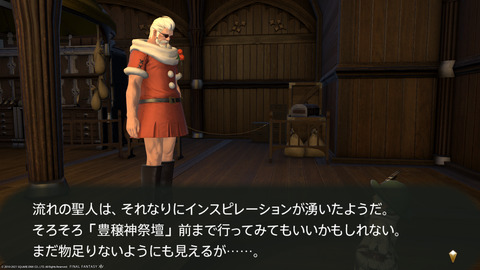 流れの聖人は、それなりにインスピレーションが湧いたようだ。
そろそろ「豊穣神祭壇」前まで行ってみてもいいかもしれない。
まだ物足りないようにも見えるが……。
FINAL FANTASY XIV